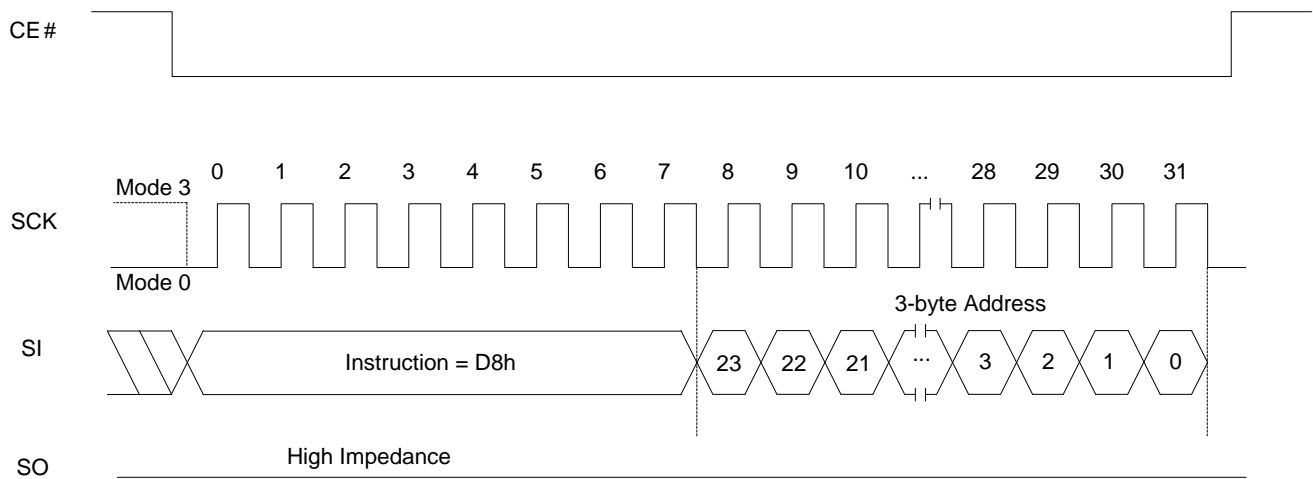 CE#
0 1 2 3 4 5 6 7 8 9 10 ... 28 29 30 31
Mode 3
SCK
Mode 0
3-byte Address
SI
Instruction = D8h
23 22 21 ... 3 2 1 0
High Impedance
SO